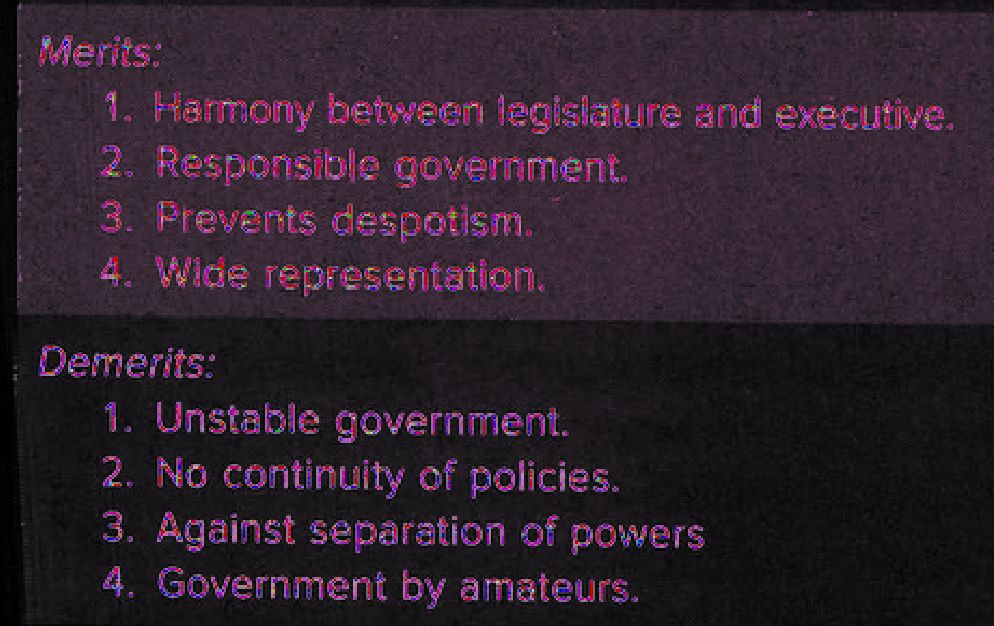 Merits:
1. Harmony between legislature and executive.
2. Responsible government.
3. Prevents despotism.
4. Wide representation.
Demerits:
1. Unstable government.
2. No continuity of policies.
3. Against separation of powers
4. Government by amateurs.